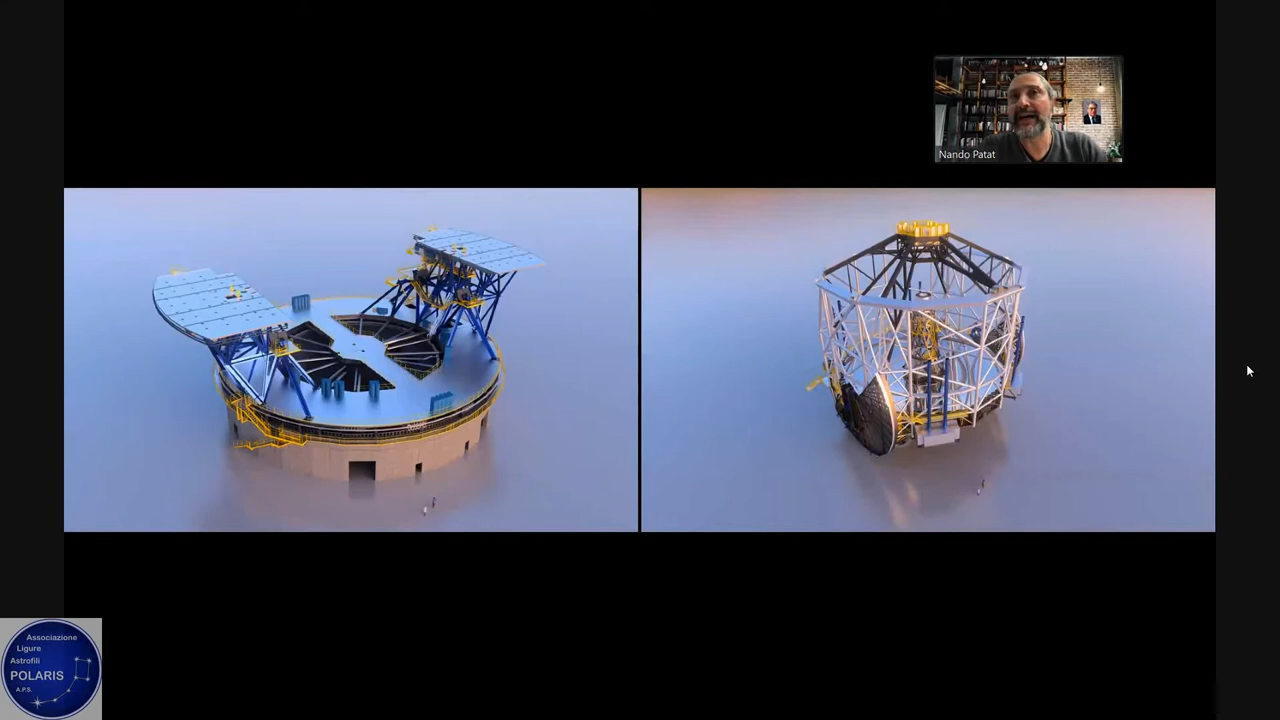 Nando Patat
Associazione
Ligure
Astrofili
POLARIS
A.P.S.